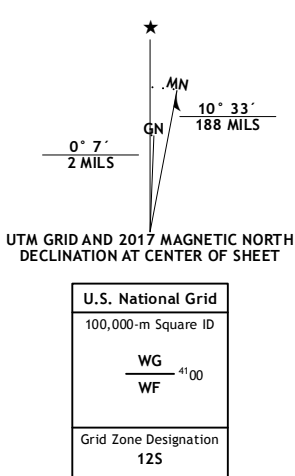 ★
MN
GN
0° 7´
2 MILS
10° 33´
188 MILS
UTM GRID AND 2017 MAGNETIC NORTH
DECLINATION AT CENTER OF SHEET
U.S. National Grid
100,000-m Square ID
WG
4100
WF
Grid Zone Designation
12S